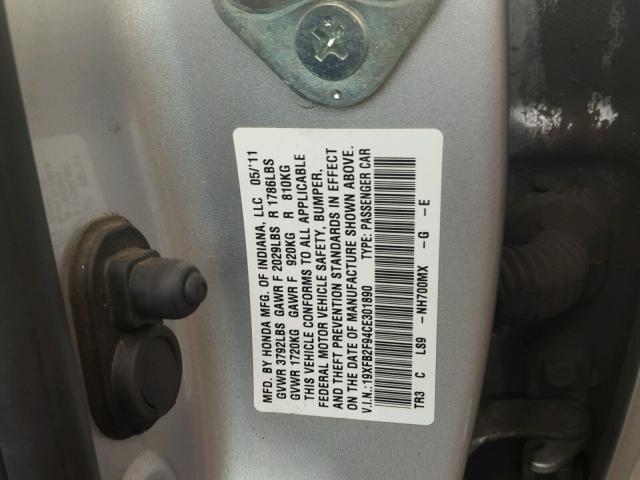 MFD. BY HONDA MFG. OF INDIANA, LLC 05/'11
GVWR 3792LBS GAWR F 2029LBS R 1786LBS
GVWR 1720KG GAWR F 920KG R 810KG
THIS VEHICLE CONFORMS TO ALL APPLICABLE
FEDERAL MOTOR VEHICLE SAFETY, BUMPER,
AND THEFT PREVENTION STANDARDS IN EFFECT
ON THE DATE OF MANUFACTURE SHOWN ABOVE.
V.I.N.:19XFB2F94CE301890 TYPE: PASSENGER CAR
TR3 C LS9 -NH700MX -G -E